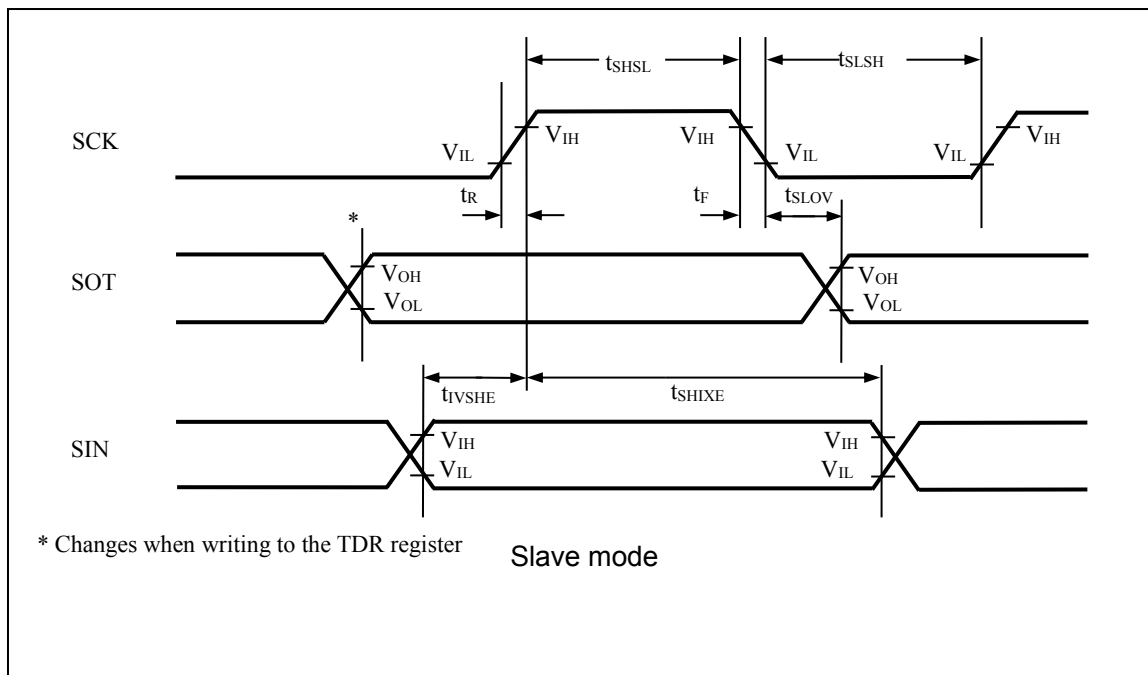 tSHSL tSLSH
SCK VIL VIH VIH VIL VIL VIH
tR tF tSLOV
*
SOT VOH VOH
VOL VOL
tIVSHE tSHIXE
SIN VIH VIH
VIL VIL
* Changes when writing to the TDR register
Slave mode